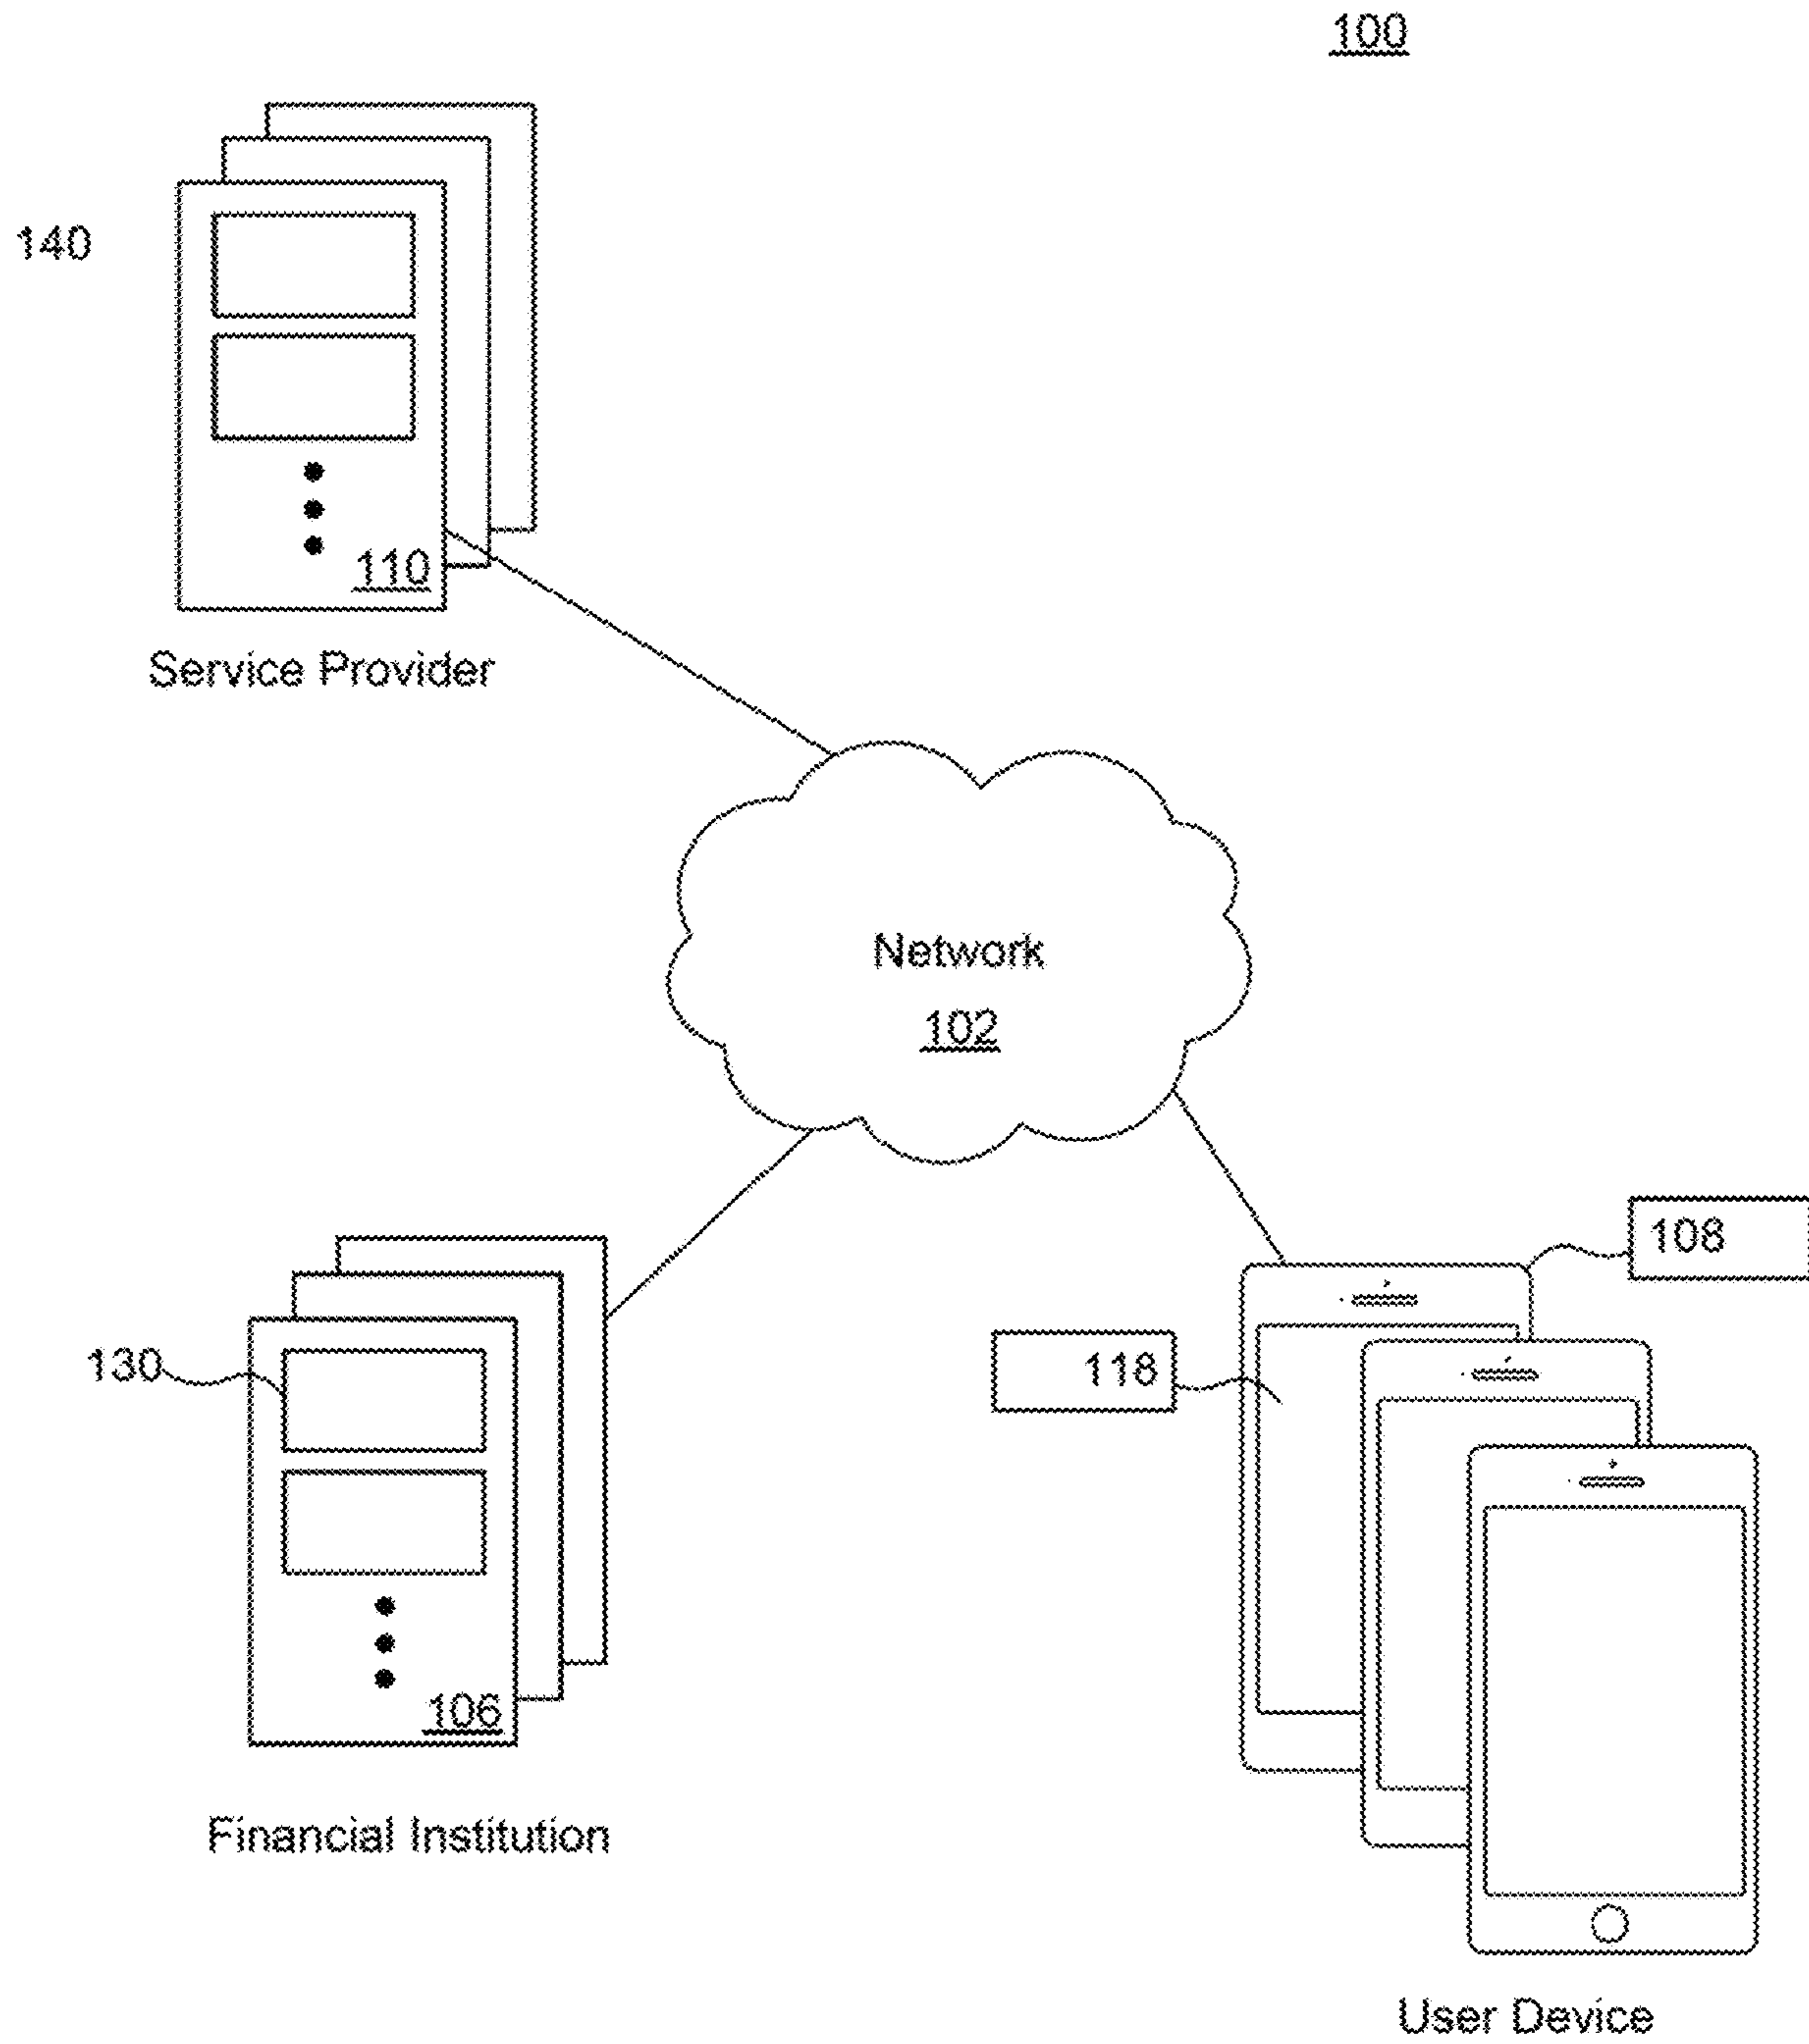 100
140
110
Service Provider
Network
102
108
118
130
106
Financial Institution
User Device